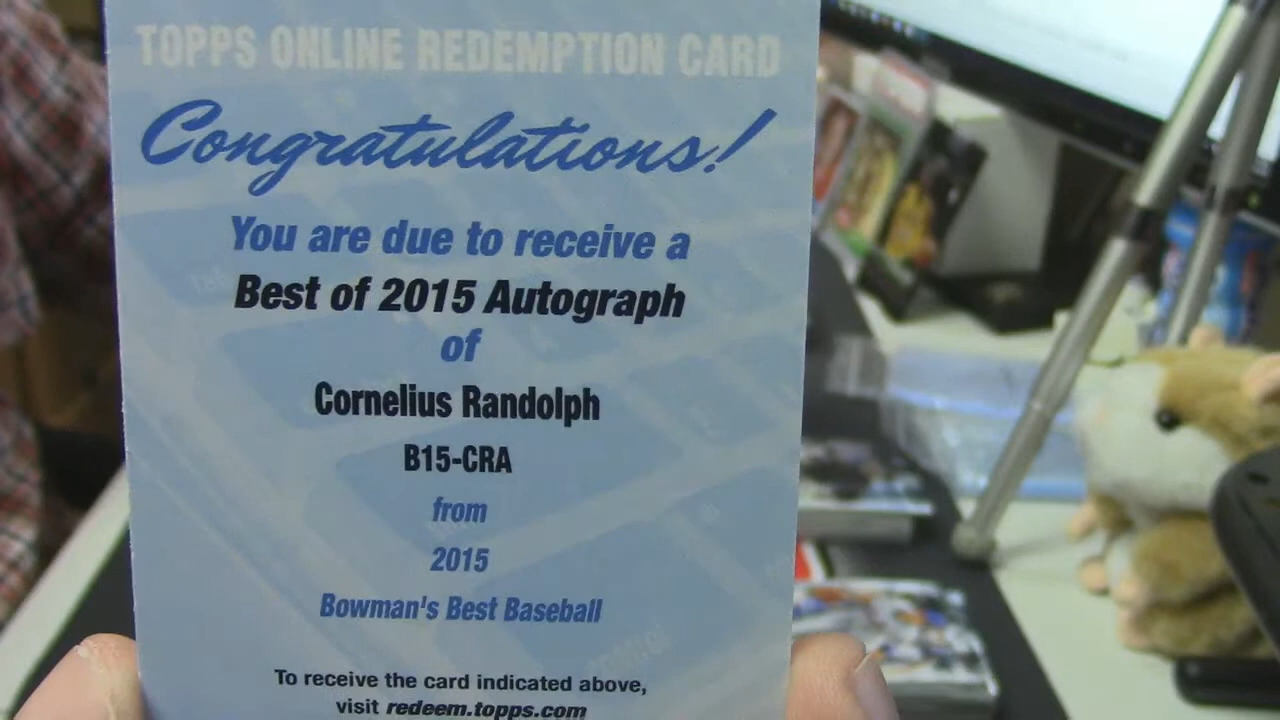 TOPPS ONLINE REDEMPTION CARD
Congratulations!
You are due to receive a
Best of 2015 Autograph
of
Cornelius Randolph
B15-CRA
from
2015
Bowman's Best Baseball
To receive the card indicated above,
visit redeem.topps.com